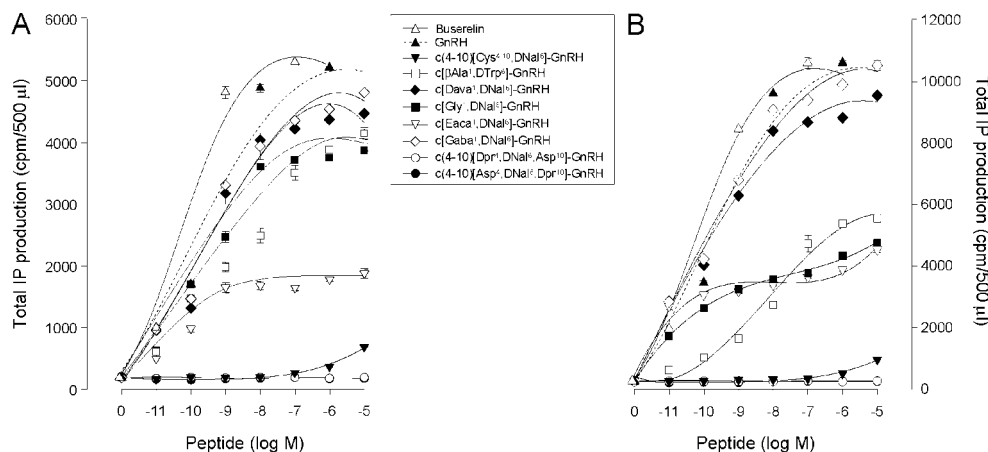 A
B
Total IP production (cpm/500 µl)
6000
5000
4000
3000
2000
1000
0
0 -11 -10 -9 -8 -7 -6 -5
Peptide (log M)
Buserelin
GnRH
c(4-10)[Cys4,10,DNal6]-GnRH
c[βAla1,DTrp6]-GnRH
c[Dava1,DNal6]-GnRH
c[Gly1,DNal6]-GnRH
c[Eaca1,DNal6]-GnRH
c[Gaba1,DNal6]-GnRH
c(4-10)[Dpr1,DNal6,Asp10]-GnRH
c(4-10)[Asp4,DNal6,Dpr10]-GnRH
12000
10000
8000
6000
4000
2000
0
Total IP production (cpm/500 µl)
0 -11 -10 -9 -8 -7 -6 -5
Peptide (log M)